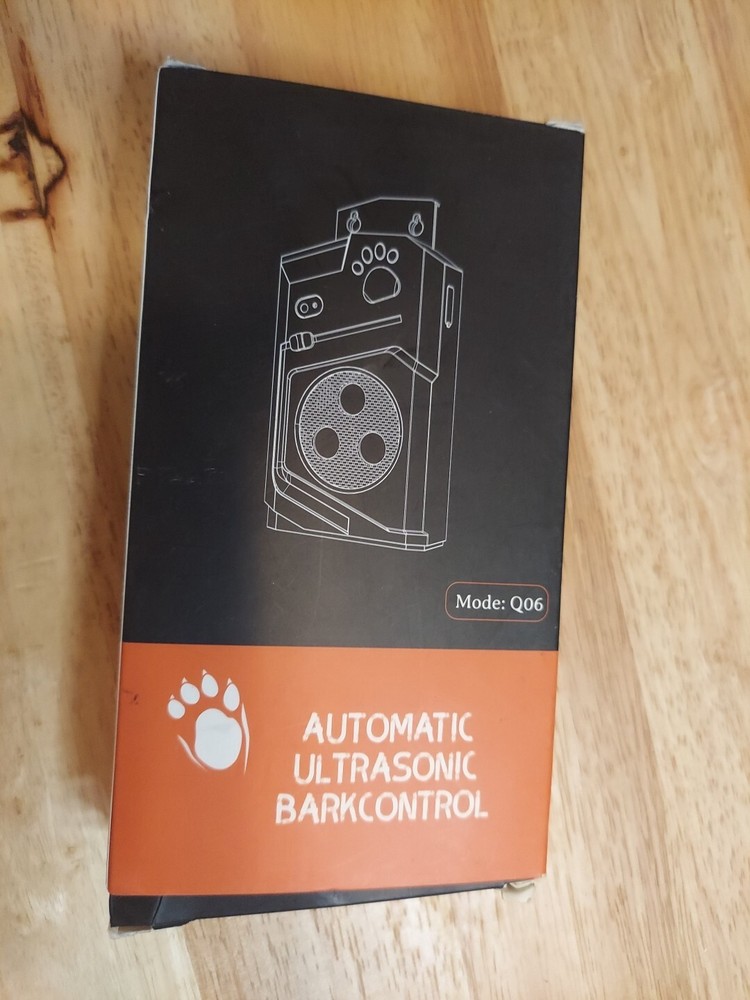 Mode: Q06
AUTOMATIC
ULTRASONIC
BARKCONTROL